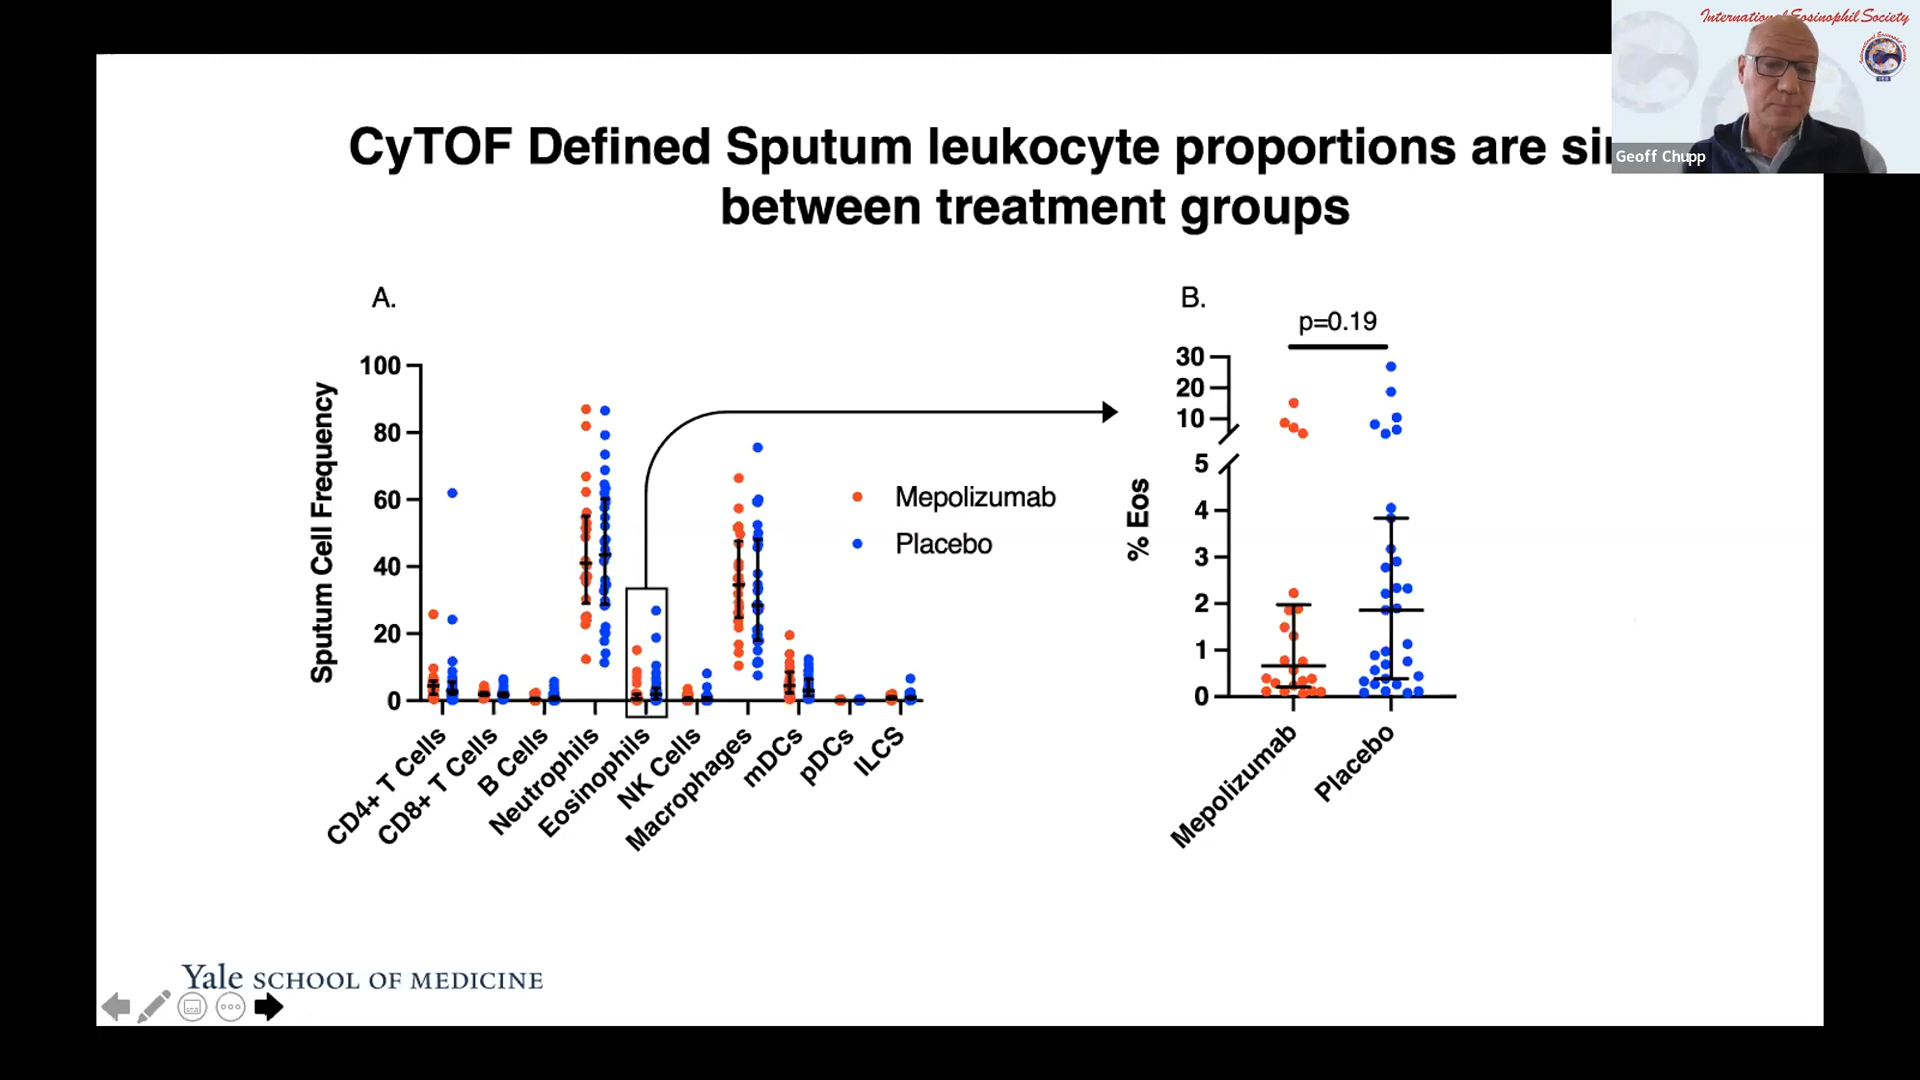 International Eosinophil Society
Geoff Chupp
CyTOF Defined Sputum leukocyte proportions are
between treatment groups
A.
Sputum Cell Frequency
100
80
60
40
20
0
CD4+ T Cells
CD8+ T Cells
B Cells
Neutrophils
Eosinophils
NK Cells
Macrophages
mDCs
pDCs
ILCS
Mepolizumab
Placebo
B.
p=0.19
% Eos
30
20
10
5
4
3
2
1
0
Mepolizumab
Placebo
Yale SCHOOL OF MEDICINE